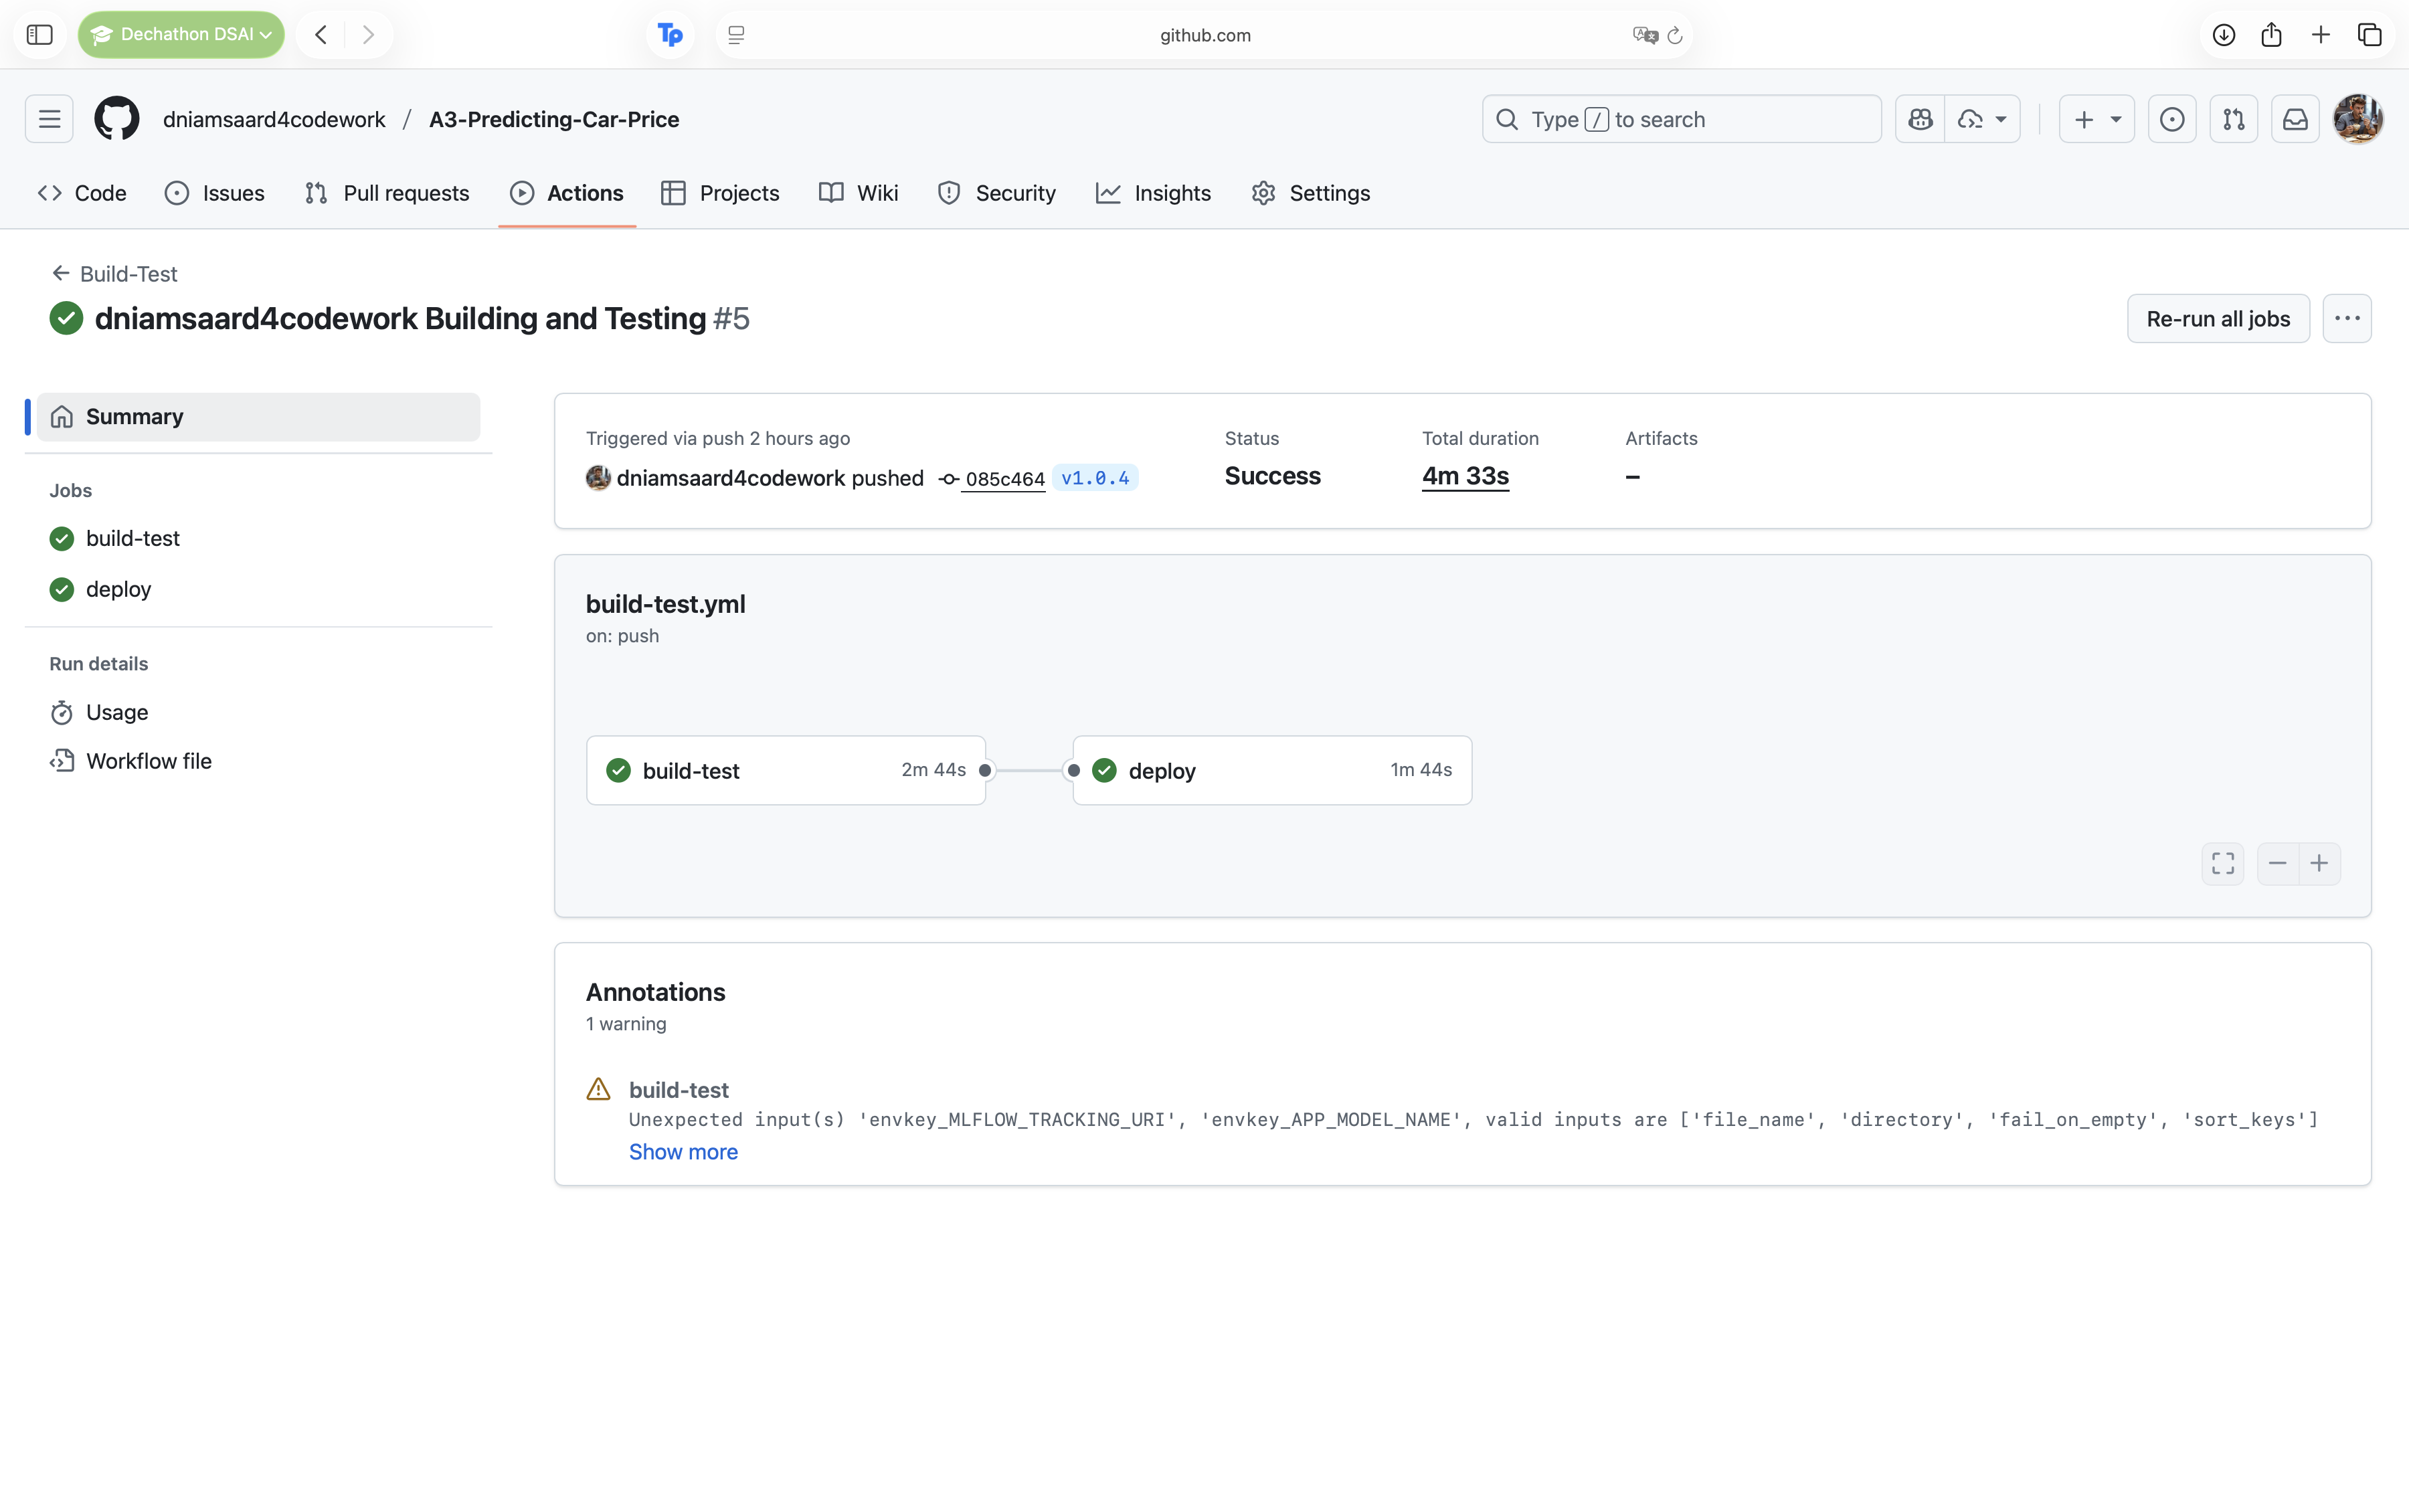 Dechathon DSAI
Tp
github.com
dniamsaard4codework / A3-Predicting-Car-Price
Type / to search
Code
Issues
Pull requests
Actions
Projects
Wiki
Security
Insights
Settings
Build-Test
dniamsaard4codework Building and Testing #5
Re-run all jobs
Summary
Jobs
build-test
deploy
Run details
Usage
Workflow file
Triggered via push 2 hours ago
dniamsaard4codework pushed 085c464 v1.0.4
Status
Success
Total duration
4m 33s
Artifacts
–
build-test.yml
on: push
build-test 2m 44s
deploy 1m 44s
Annotations
1 warning
build-test
Unexpected input(s) 'envkey_MLFLOW_TRACKING_URI', 'envkey_APP_MODEL_NAME', valid inputs are ['file_name', 'directory', 'fail_on_empty', 'sort_keys']
Show more